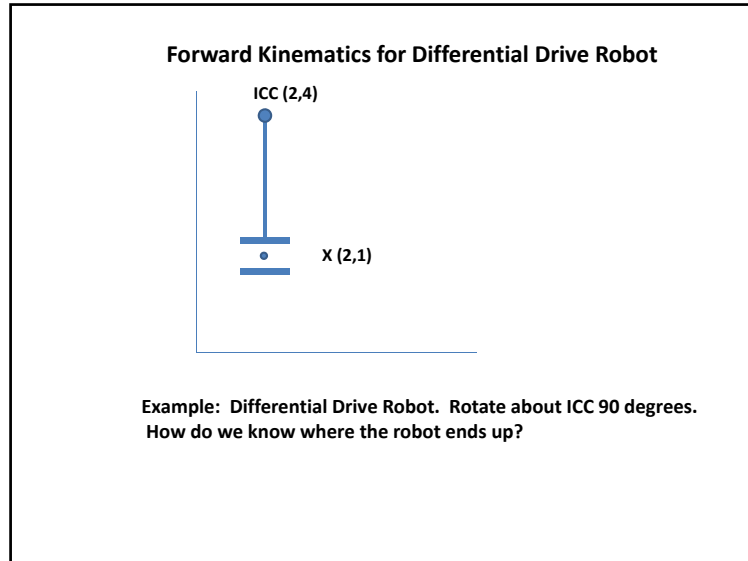 Forward Kinematics for Differential Drive Robot
ICC (2,4)
X (2,1)
Example:  Differential Drive Robot.  Rotate about ICC 90 degrees.
How do we know where the robot ends up?